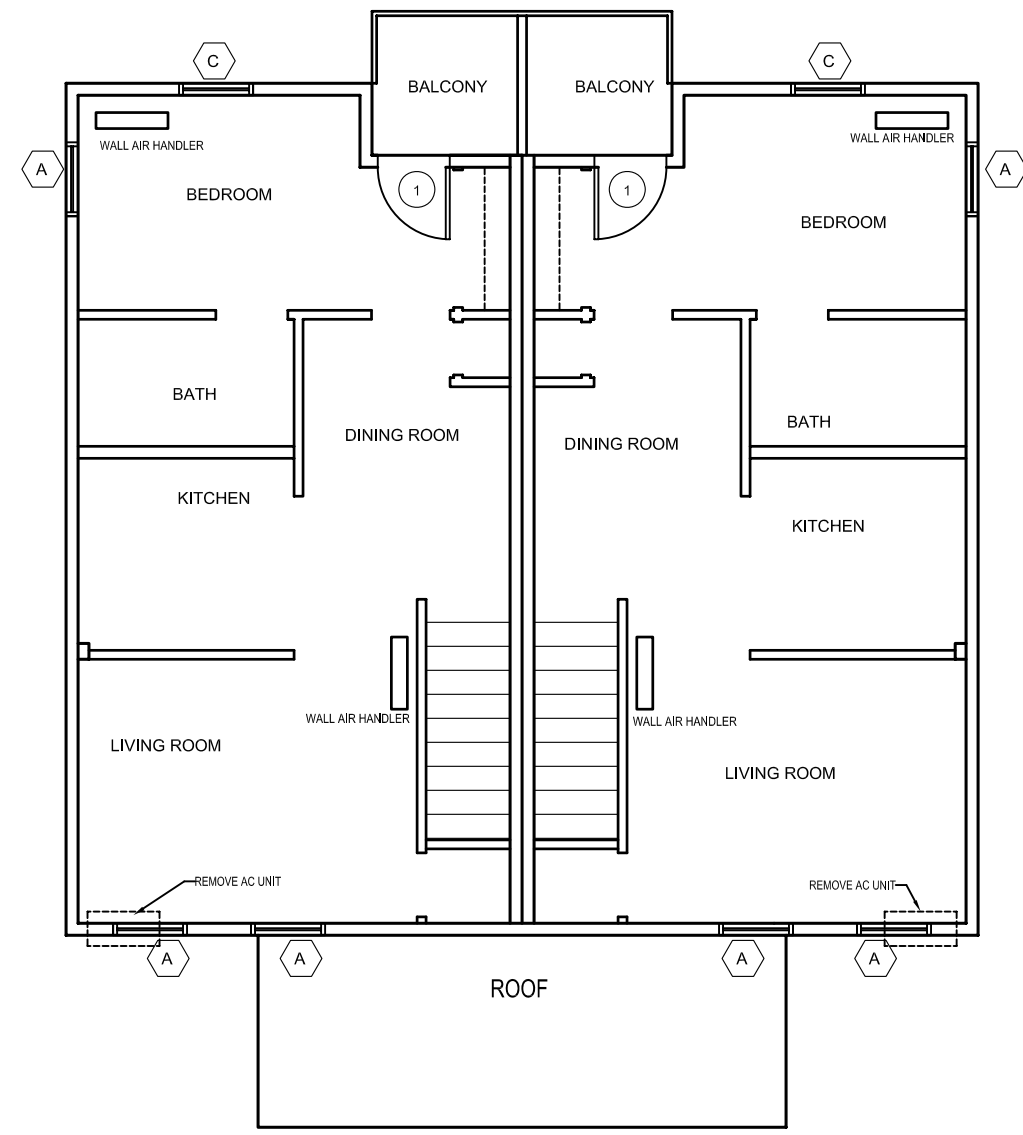 C
C
BALCONY
BALCONY
WALL AIR HANDLER
WALL AIR HANDLER
A
A
1
1
BEDROOM
BEDROOM
BATH
BATH
DINING ROOM
DINING ROOM
KITCHEN
KITCHEN
WALL AIR HANDLER
WALL AIR HANDLER
LIVING ROOM
LIVING ROOM
REMOVE AC UNIT
REMOVE AC UNIT
A
A
A
A
ROOF